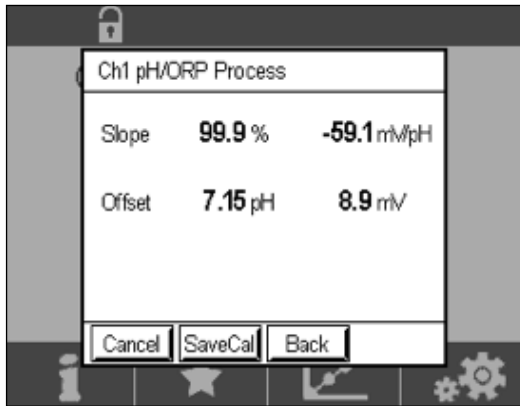 Ch1 pH/ORP Process
Slope 99.9 % -59.1 mV/pH
Offset 7.15 pH 8.9 mV
Cancel SaveCal Back